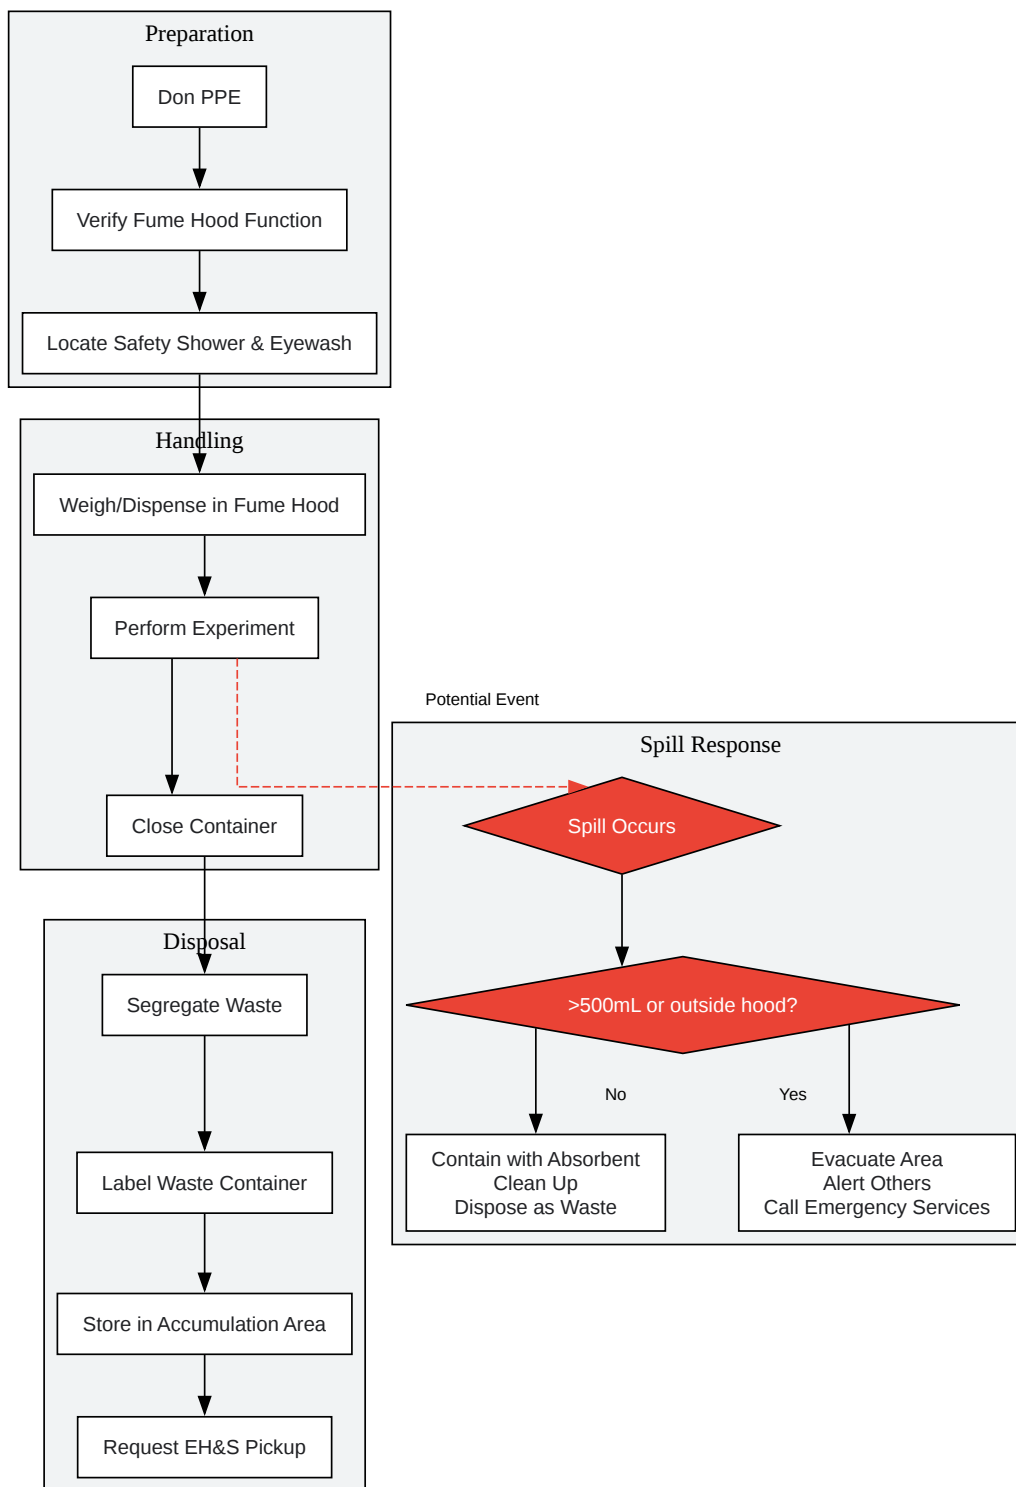 Preparation
Don PPE
Verify Fume Hood Function
Locate Safety Shower & Eyewash
Handling
Weigh/Dispense in Fume Hood
Perform Experiment
Close Container
Potential Event
Spill Response
Spill Occurs
>500mL or outside hood?
No
Yes
Contain with Absorbent
Clean Up
Dispose as Waste
Evacuate Area
Alert Others
Call Emergency Services
Disposal
Segregate Waste
Label Waste Container
Store in Accumulation Area
Request EH&S Pickup